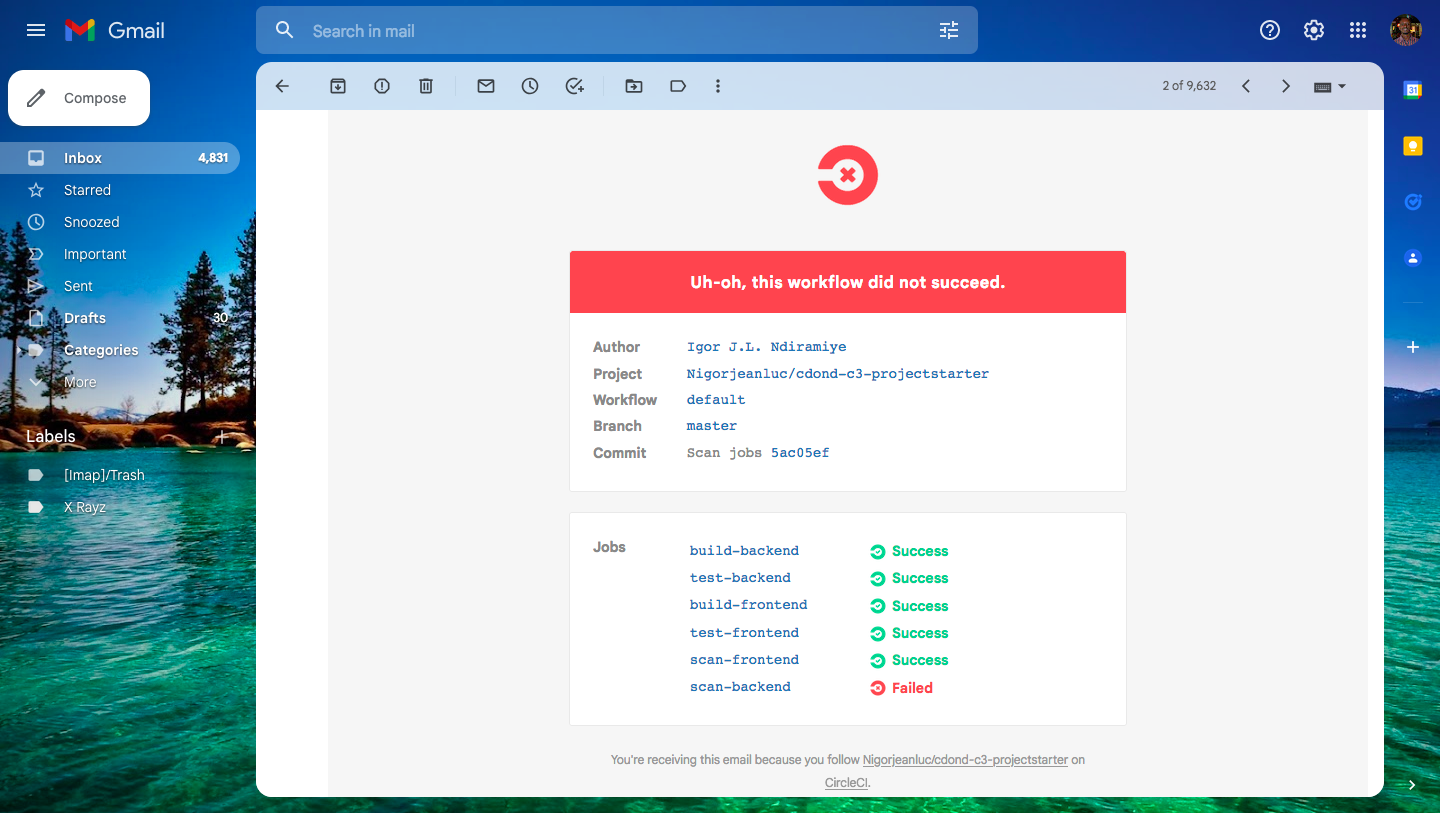 Gmail
Search in mail
Compose
2 of 9,632
31
Inbox 4,831
Starred
Snoozed
Important
Sent
Drafts 30
Categories
More
Labels
[Imap]/Trash
X Rayz
Uh-oh, this workflow did not succeed.
Author Igor J.L. Ndiramiye
Project Nigorjeanluc/cdond-c3-projectstarter
Workflow default
Branch master
Commit Scan jobs 5ac05ef
Jobs
build-backend Success
test-backend Success
build-frontend Success
test-frontend Success
scan-frontend Success
scan-backend Failed
You're receiving this email because you follow Nigorjeanluc/cdond-c3-projectstarter on
CircleCI.